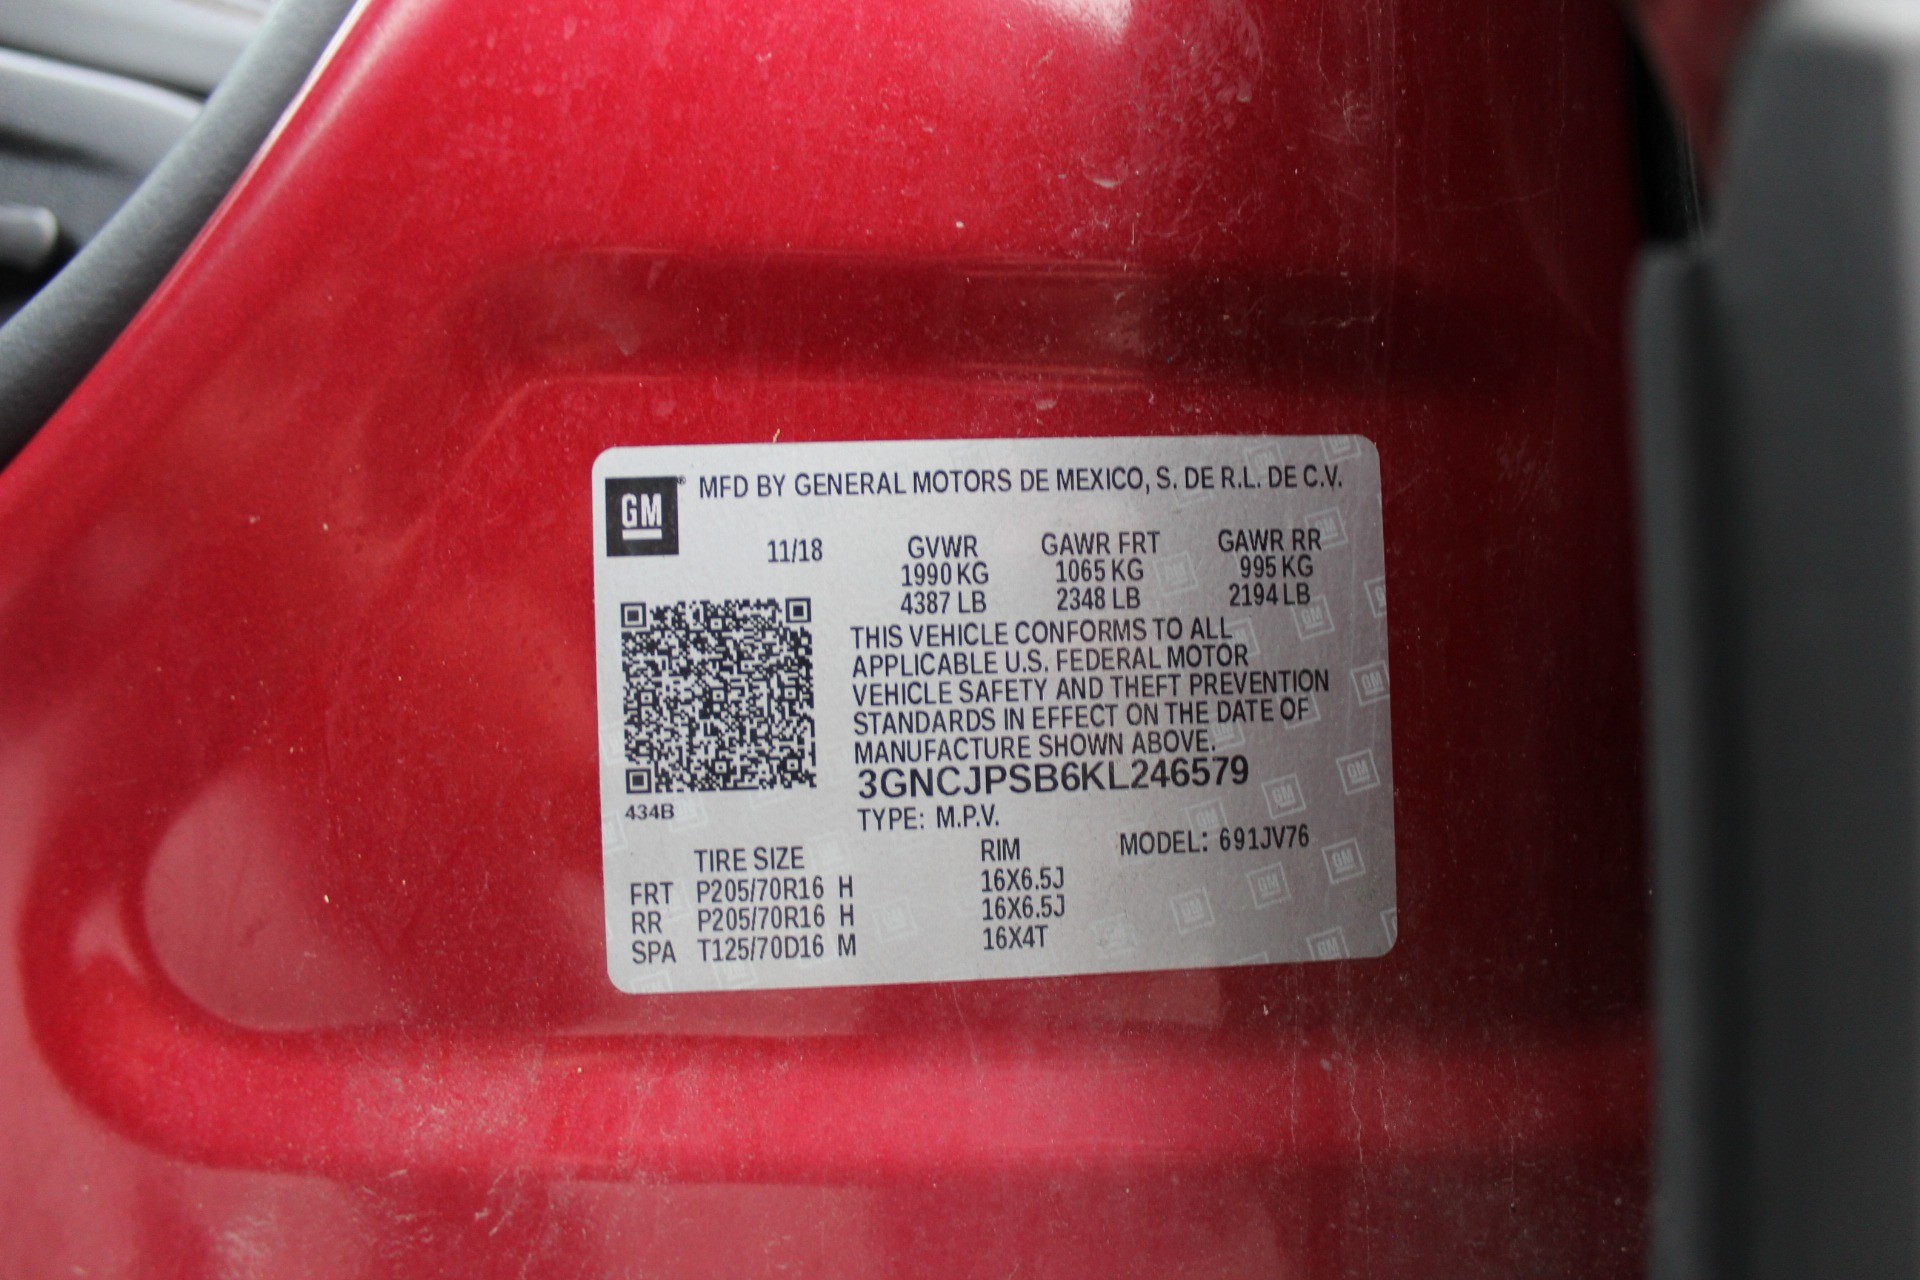 GM
MFD BY GENERAL MOTORS DE MEXICO, S. DE R.L. DE C.V.
11/18 GVWR GAWR FRT GAWR RR
1990 KG 1065 KG 995 KG
4387 LB 2348 LB 2194 LB
THIS VEHICLE CONFORMS TO ALL
APPLICABLE U.S. FEDERAL MOTOR
VEHICLE SAFETY AND THEFT PREVENTION
STANDARDS IN EFFECT ON THE DATE OF
MANUFACTURE SHOWN ABOVE.
3GNCJPSB6KL246579
434B
TYPE: M.P.V.
TIRE SIZE RIM MODEL: 691JV76
FRT P205/70R16 H 16X6.5J
RR P205/70R16 H 16X6.5J
SPA T125/70D16 M 16X4T